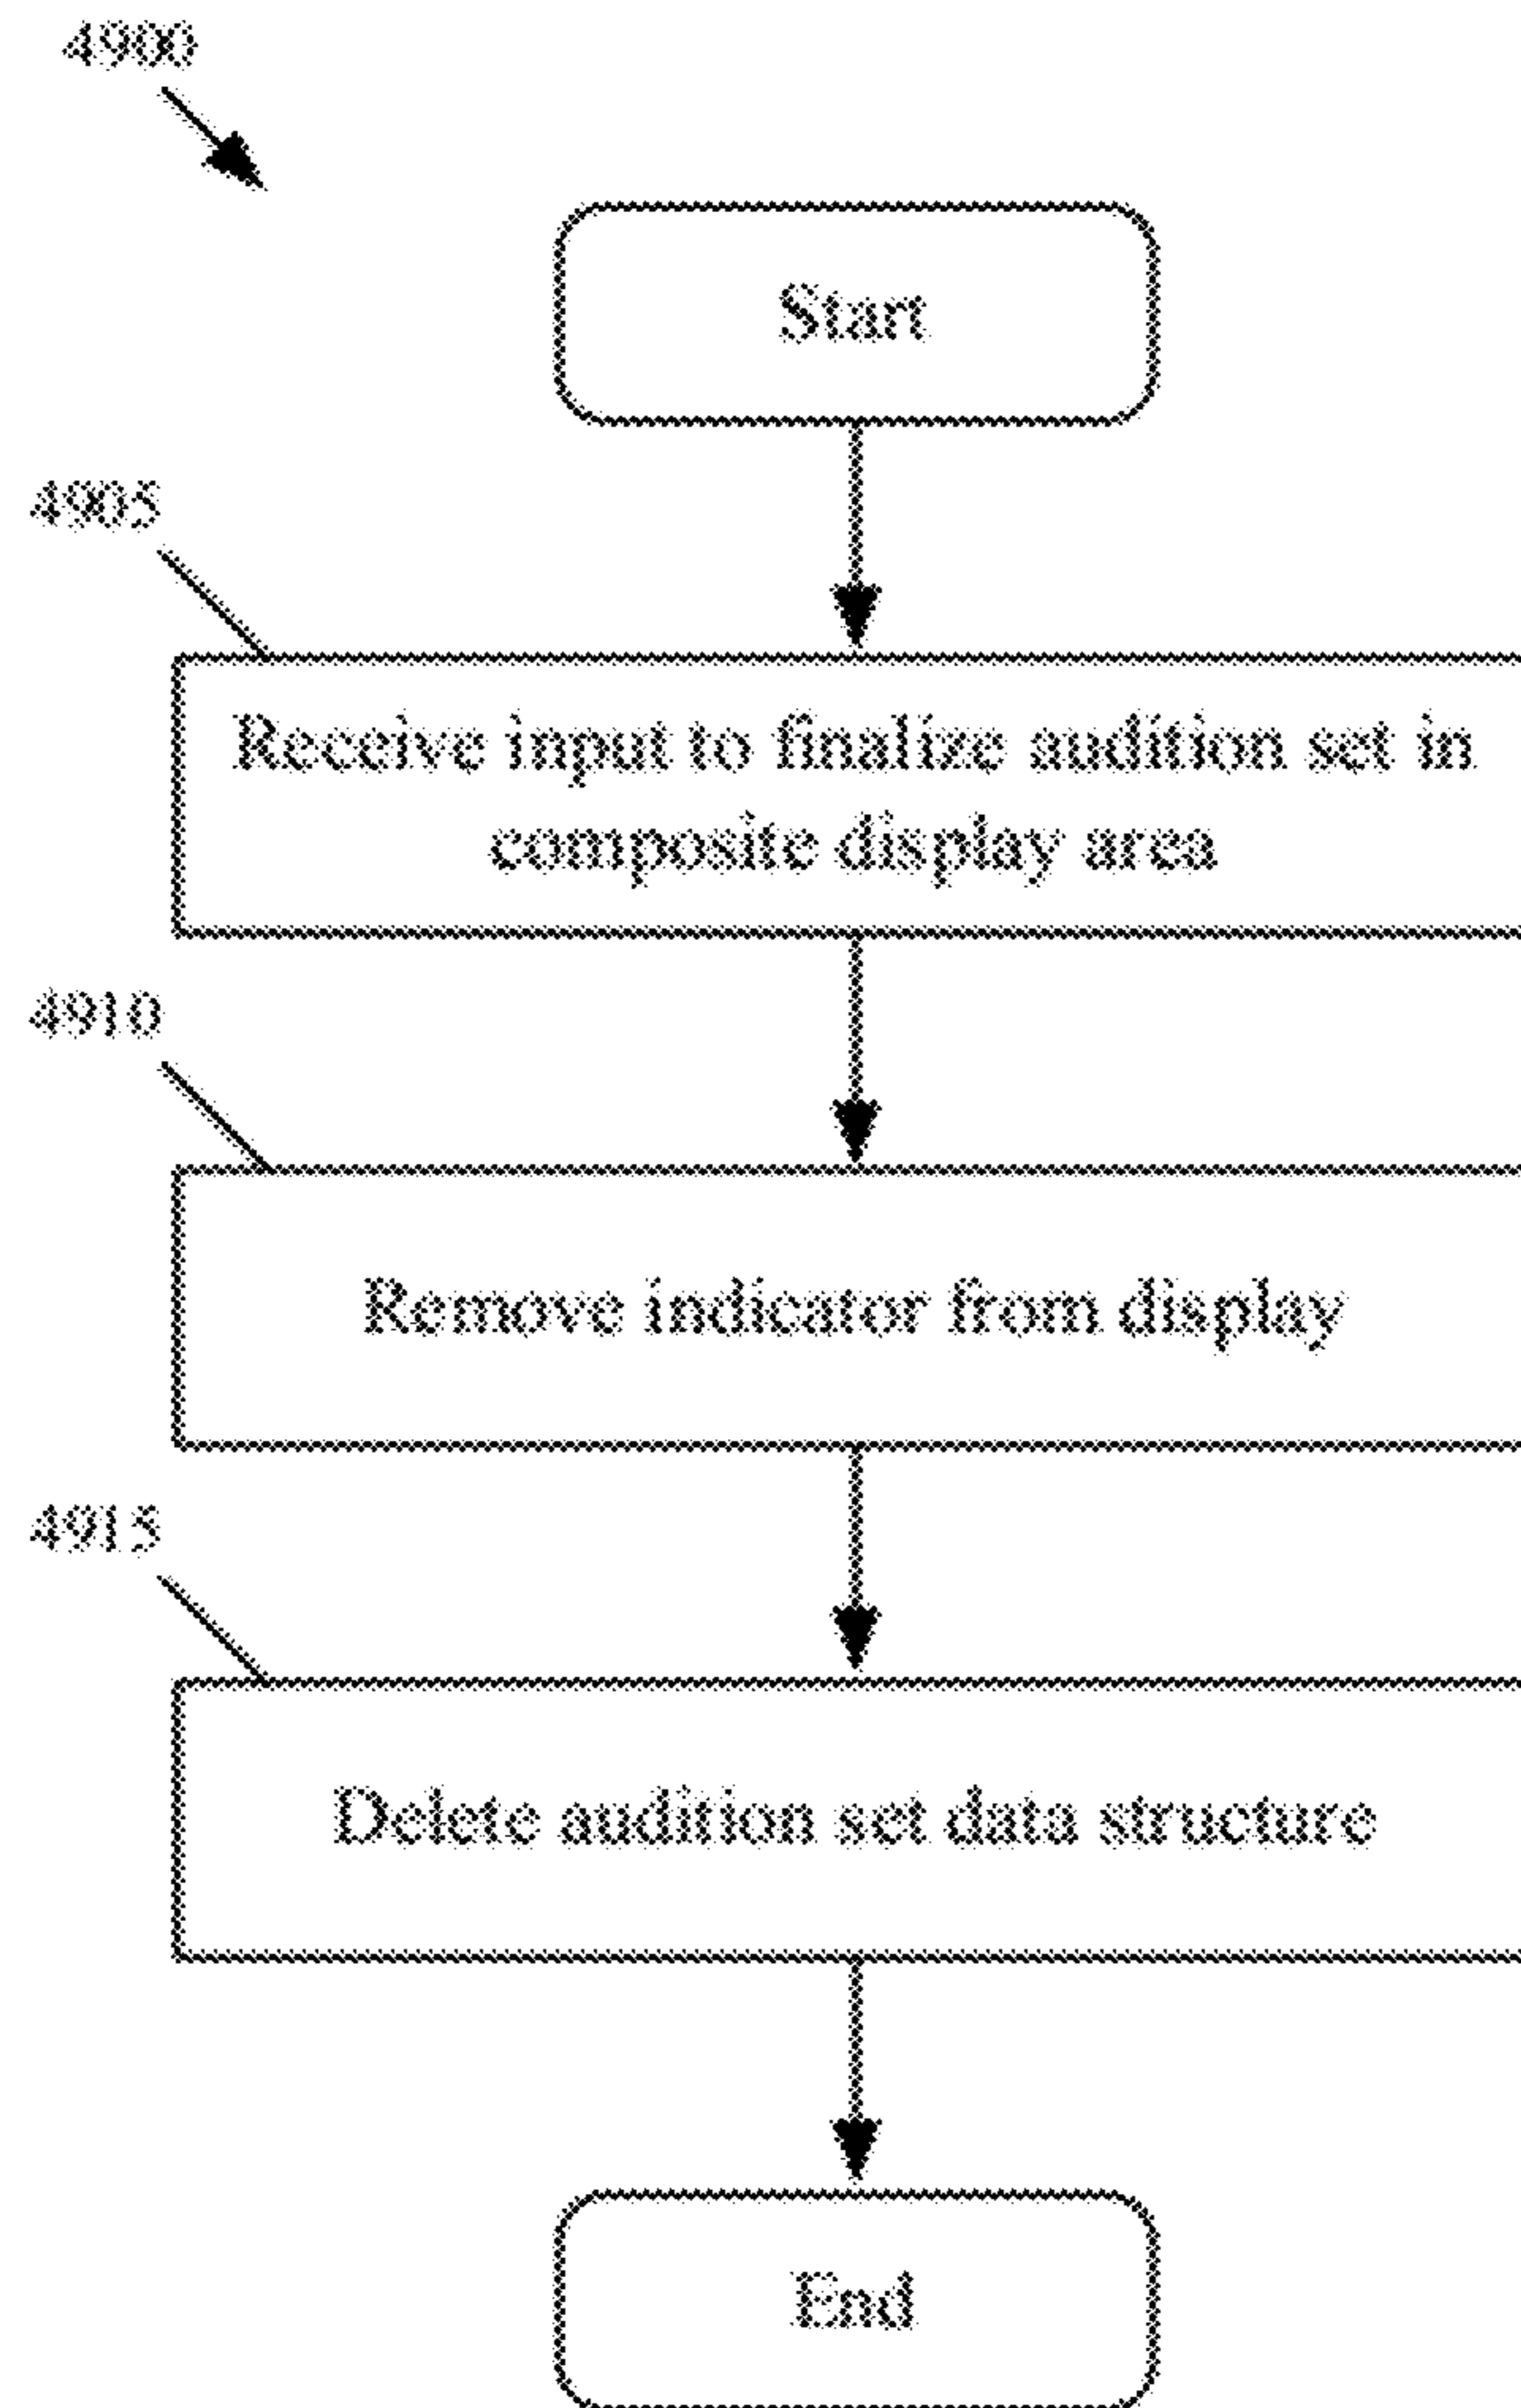 4900
Start
4905
Receive input to finalize audition set in
composite display area
4910
Remove indicator from display
4915
Delete audition set data structure
End